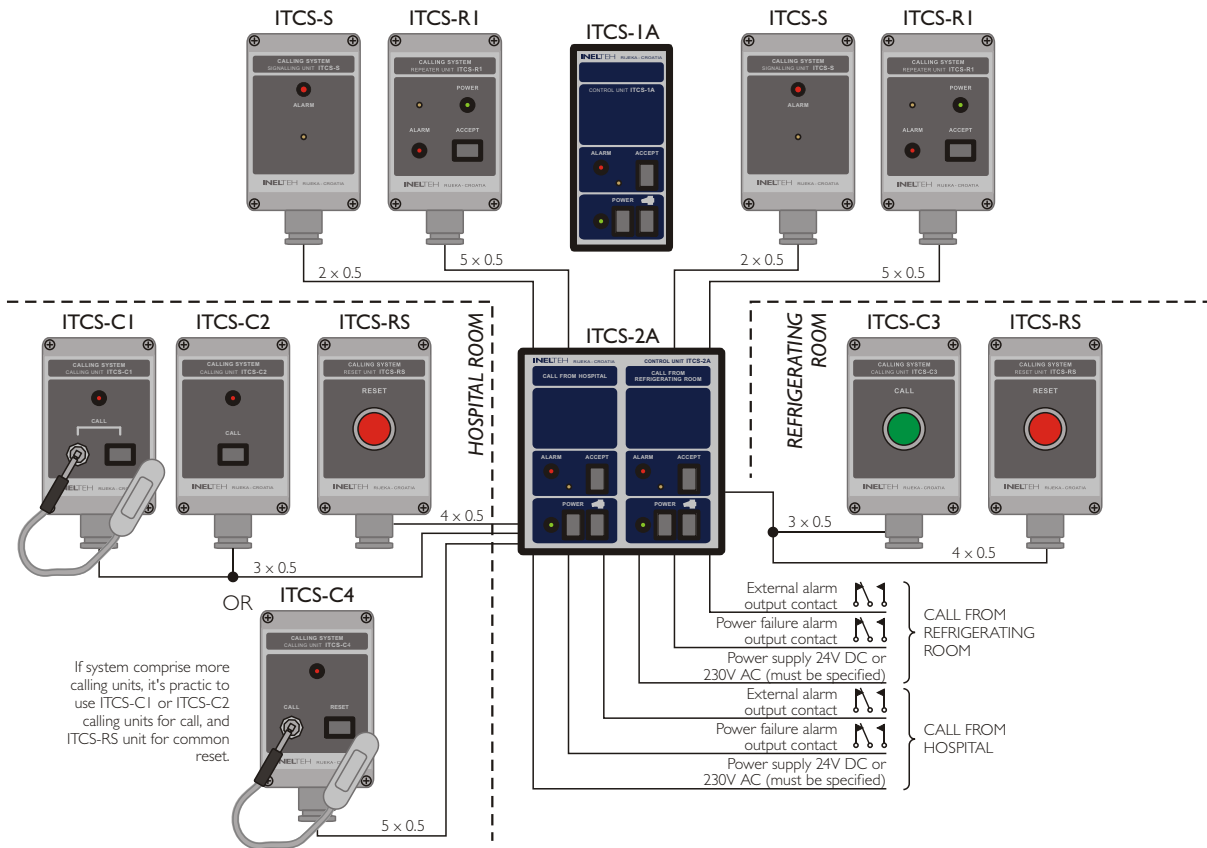 ITCS-S
ITCS-R1
ITCS-1A
ITCS-S
ITCS-R1
CALLING SYSTEM
SIGNALLING UNIT ITCS-S
ALARM
INELTEH RIJEKA - CROATIA
CALLING SYSTEM
REPEATER UNIT ITCS-R1
POWER
ALARM
ACCEPT
INELTEH RIJEKA - CROATIA
INELTEH RIJEKA - CROATIA
CONTROL UNIT ITCS-1A
ALARM
ACCEPT
POWER
CALLING SYSTEM
SIGNALLING UNIT ITCS-S
ALARM
INELTEH RIJEKA - CROATIA
CALLING SYSTEM
REPEATER UNIT ITCS-R1
POWER
ALARM
ACCEPT
INELTEH RIJEKA - CROATIA
2 x 0.5
5 x 0.5
2 x 0.5
5 x 0.5
HOSPITAL ROOM
ITCS-C1
ITCS-C2
ITCS-RS
CALLING SYSTEM
CALLING UNIT ITCS-C1
CALL
INELTEH RIJEKA - CROATIA
CALLING SYSTEM
CALLING UNIT ITCS-C2
CALL
INELTEH RIJEKA - CROATIA
CALLING SYSTEM
RESET UNIT ITCS-RS
RESET
INELTEH RIJEKA - CROATIA
4 x 0.5
3 x 0.5
OR
ITCS-C4
CALLING SYSTEM
CALLING UNIT ITCS-C4
CALL
RESET
INELTEH RIJEKA - CROATIA
5 x 0.5
If system comprise more
calling units, it's practic to
use ITCS-C1 or ITCS-C2
calling units for call, and
ITCS-RS unit for common
reset.
ITCS-2A
INELTEH RIJEKA - CROATIA
CONTROL UNIT ITCS-2A
CALL FROM HOSPITAL
CALL FROM
REFRIGERATING ROOM
ALARM
ACCEPT
ALARM
ACCEPT
POWER
POWER
REFRIGERATING
ROOM
ITCS-C3
ITCS-RS
CALLING SYSTEM
CALLING UNIT ITCS-C3
CALL
INELTEH RIJEKA - CROATIA
CALLING SYSTEM
RESET UNIT ITCS-RS
RESET
INELTEH RIJEKA - CROATIA
3 x 0.5
4 x 0.5
External alarm
output contact
Power failure alarm
output contact
Power supply 24V DC or
230V AC (must be specified)
CALL FROM
REFRIGERATING
ROOM
External alarm
output contact
Power failure alarm
output contact
Power supply 24V DC or
230V AC (must be specified)
CALL FROM
HOSPITAL